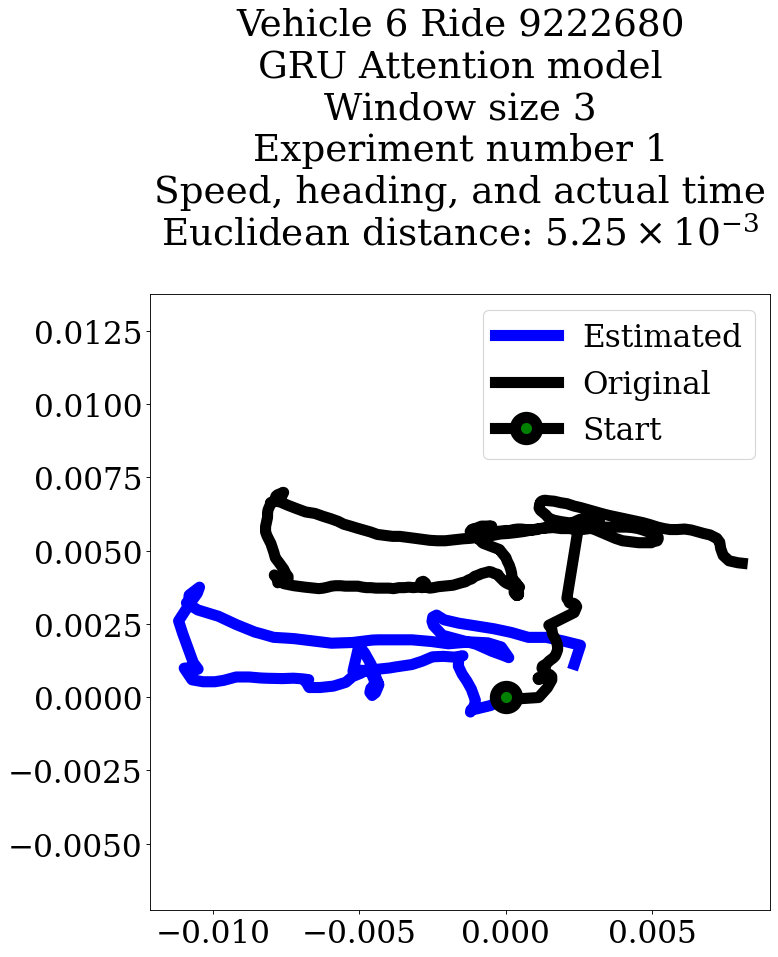 Vehicle 6 Ride 9222680
GRU Attention model
Window size 3
Experiment number 1
Speed, heading, and actual time
Euclidean distance: 5.25 × 10⁻³
Estimated
Original
Start
0.0125
0.0100
0.0075
0.0050
0.0025
0.0000
−0.0025
−0.0050
−0.010 −0.005 0.000 0.005